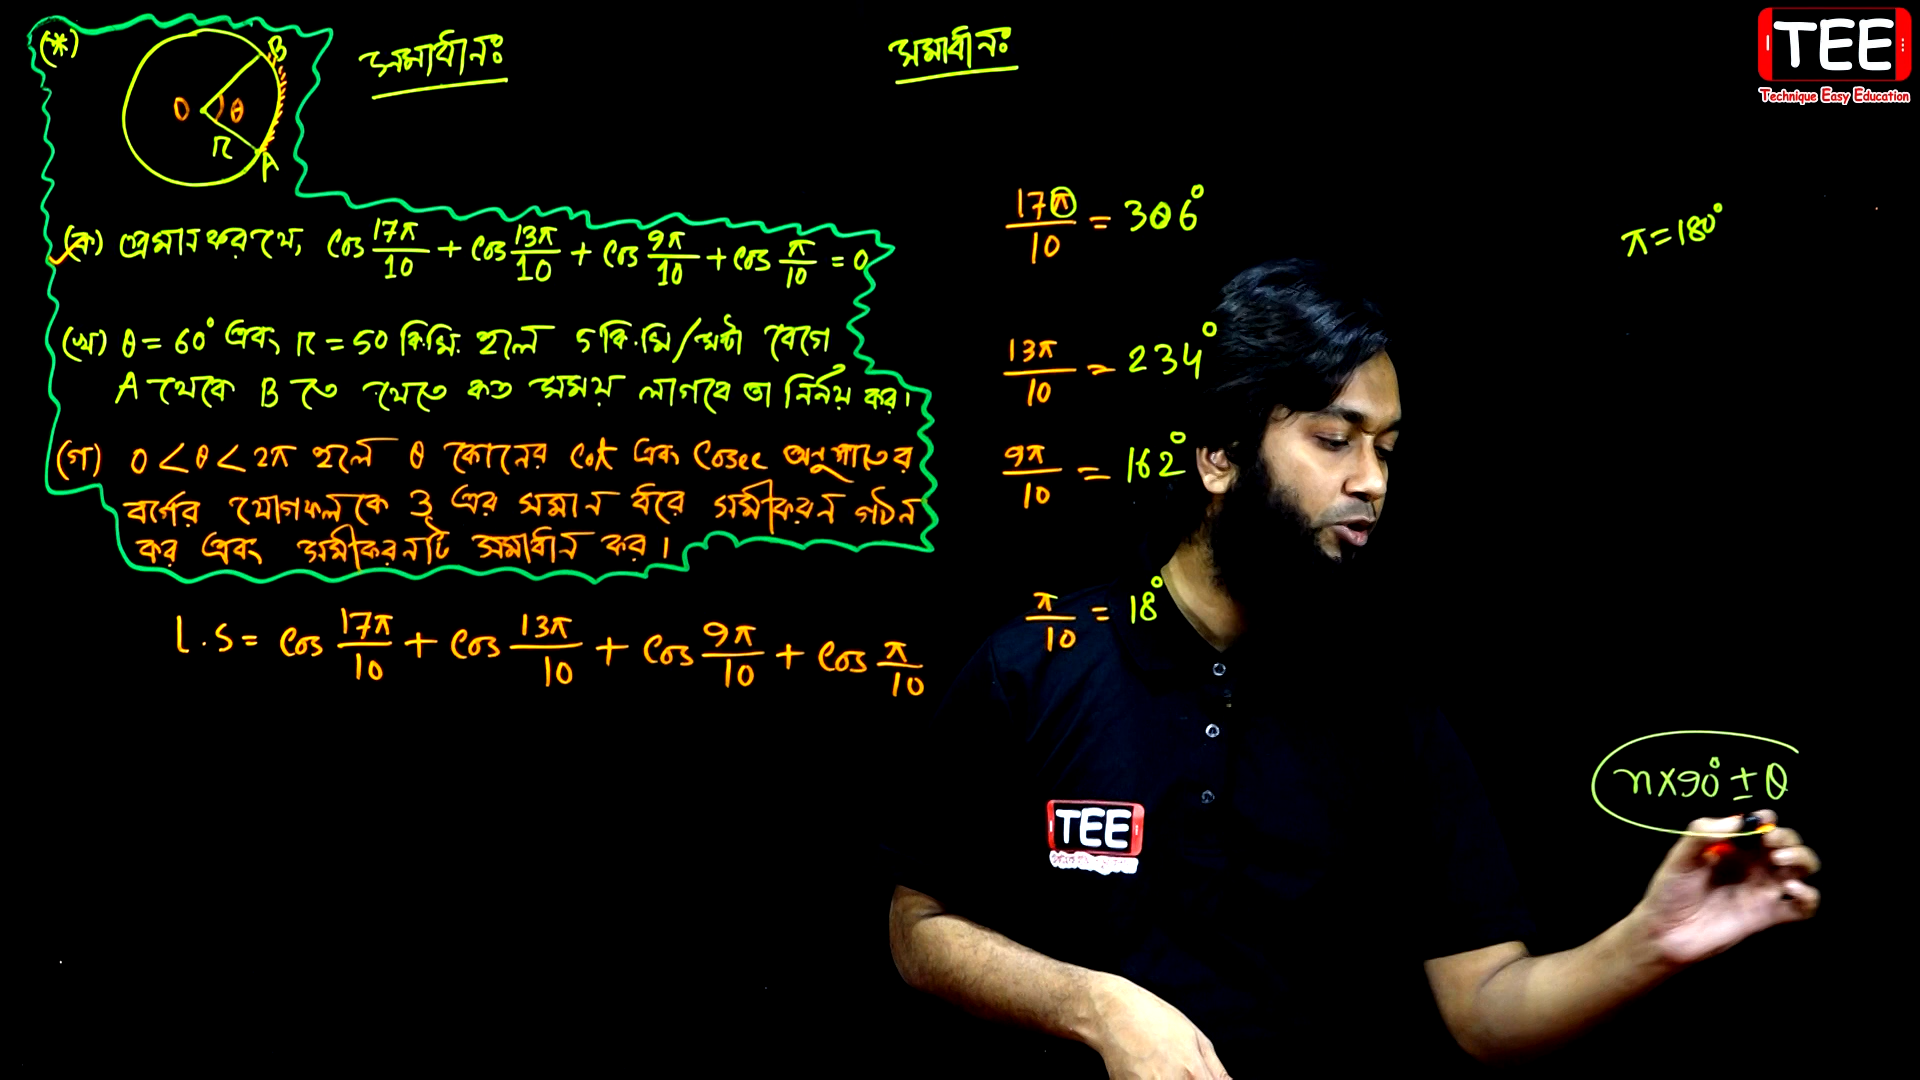 (*)
B
O θ
r
A
সমাধানঃ
সমাধানঃ
(ক) প্রমান কর যে, cos 17π/10 + cos 13π/10 + cos 9π/10 + cos π/10 = 0
(খ) θ = 60° এবং r = 50 কি.মি. হলে 5 কি.মি/ঘন্টা বেগে
A থেকে B তে যেতে কত সময় লাগবে তা নির্নয় কর।
(গ) 0 < θ < 2π হলে θ কোনের cot এবং cosec অনুপাতের
বর্গের যোগফলকে 3 এর সমান ধরে সমীকরন গঠন
কর এবং সমীকরনটি সমাধান কর।
L.S = cos 17π/10 + cos 13π/10 + cos 9π/10 + cos π/10
17π/10 = 306°
13π/10 = 234°
9π/10 = 162°
π/10 = 18°
π = 180°
n×90° ± θ
TEE
Technique Easy Education
TEE